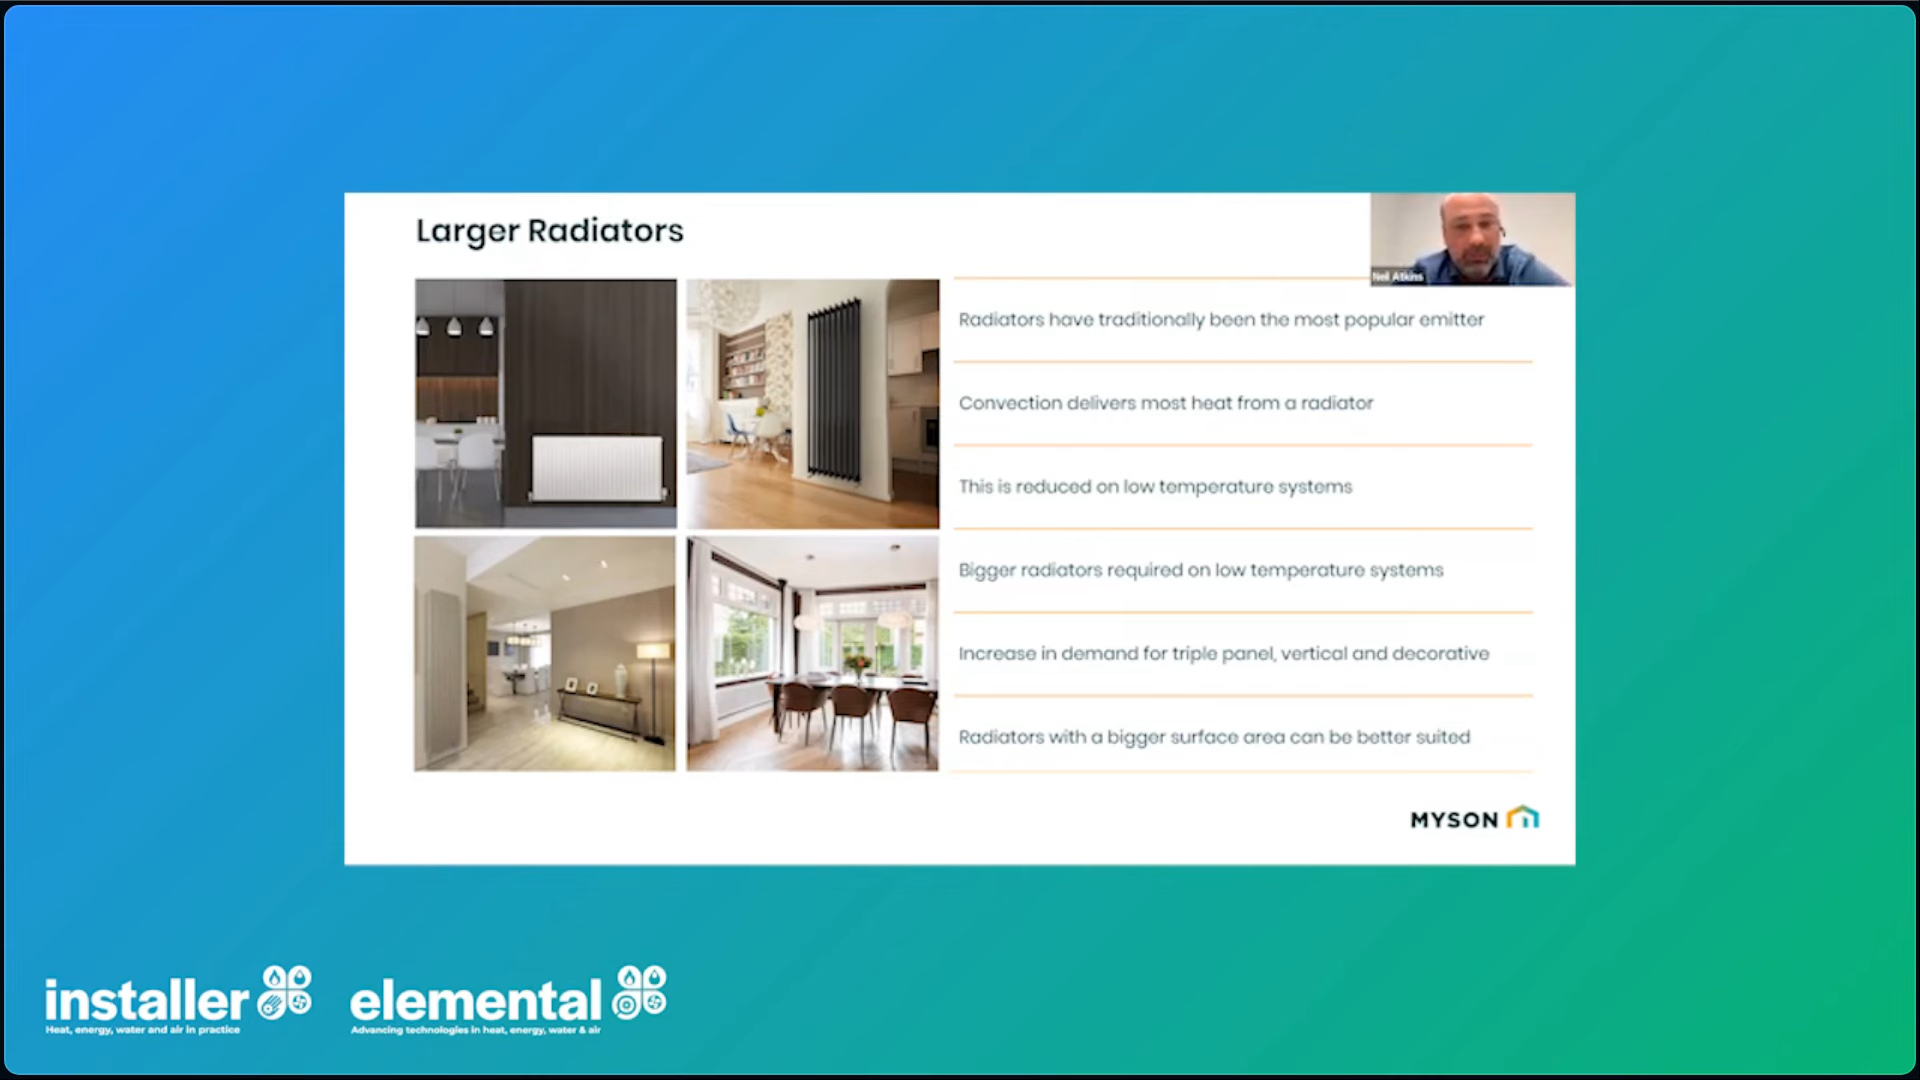 Larger Radiators
Neil Atkins
Radiators have traditionally been the most popular emitter
Convection delivers most heat from a radiator
This is reduced on low temperature systems
Bigger radiators required on low temperature systems
Increase in demand for triple panel, vertical and decorative
Radiators with a bigger surface area can be better suited
MYSON
installer
Heat, energy, water and air in practice
elemental
Advancing technologies in heat, energy, water & air